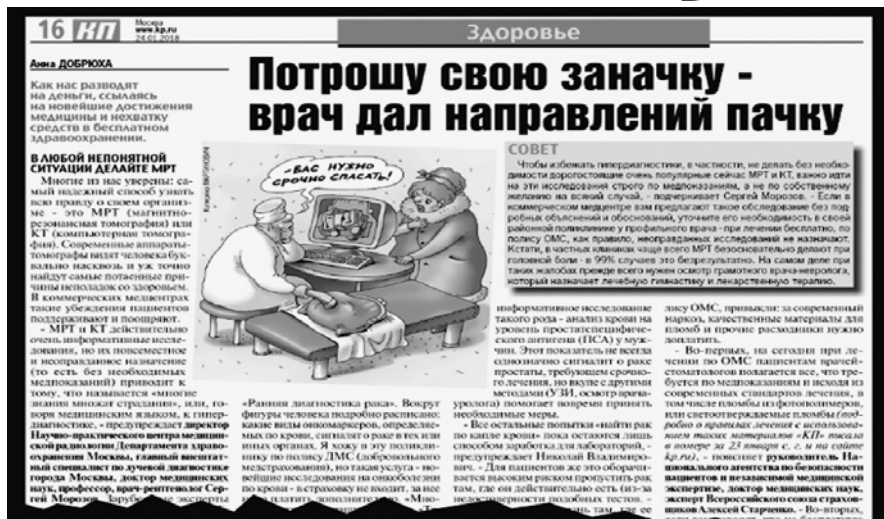 16 КП Москва
www.kp.ru
24.01.2018
Здоровье
Анна ДОБРЮХА
Как нас разводят
на деньги, ссылаясь
на новейшие достижения
медицины и нехватку
средств в бесплатном
здравоохранении.
Потрошу свою заначку -
врач дал направлений пачку
В ЛЮБОЙ НЕПОНЯТНОЙ
СИТУАЦИИ ДЕЛАЙТЕ МРТ
Многие из нас уверены: са-
мый надежный способ узнать
всю правду о своем организ-
ме - это МРТ (магнитно-
резонансная томография) или
КТ (компьютерная томогра-
фия). Современные аппараты-
томографы видят человека бук-
вально насквозь и уж точно
найдут самые потаенные при-
чины неполадок со здоровьем.
В коммерческих медцентрах
такие убеждения пациентов
поддерживают и поощряют.
- МРТ и КТ действительно
очень информативные иссле-
дования, но их повсеместное
и неоправданное назначение
(то есть без необходимых
медпоказаний) приводит к
тому, что называется «многие
знания множат страдания», или, го-
воря медицинским языком, к гипер-
диагностике, - предупреждает директор
Научно-практического центра медицин-
ской радиологии Департамента здраво-
охранения Москвы, главный внештат-
ный специалист по лучевой диагностике
города Москвы, доктор медицинских
наук, профессор, врач-рентгенолог Сер-
гей Морозов. Зарубежные эксперты
«ВАС НУЖНО
СРОЧНО СПАСАТЬ!
СОВЕТ
Чтобы избежать гипердиагностики, в частности, не делать без необхо-
димости дорогостоящие очень популярные сейчас МРТ и КТ, важно идти
на эти исследования строго по медпоказаниям, а не по собственному
желанию на всякий случай, - подчеркивает Сергей Морозов. - Если в
коммерческом медцентре вам предлагают такое обследование без под-
робных объяснений и обоснований, уточните его необходимость в своей
районной поликлинике у профильного врача - при лечении бесплатно, по
полису ОМС, как правило, неоправданных исследований не назначают.
Кстати, в частных клиниках чаще всего МРТ безосновательно делают при
головной боли - в 99% случаев это безрезультатно. На самом деле при
таких жалобах прежде всего нужен осмотр грамотного врача-невролога,
который назначает лечебную гимнастику и лекарственную терапию.
«Ранняя диагностика рака». Вокруг
фигуры человека подробно расписано:
какие виды онкомаркеров, определяе-
мых по крови, сигналят о раке в тех или
иных органах. Я хожу в эту поликли-
нику по полису ДМС (добровольного
медстрахования), но такая услуга - но-
вейшие исследования на онкоболезни
по крови - в страховку не входит, за нее
платить дополнительно. «Мно-
информативное исследование
такого рода - анализ крови на
уровень простатспецифиче-
ского антигена (ПСА) у муж-
чин. Этот показатель не всегда
однозначно сигналит о раке
простаты, требующем срочно-
го лечения, но вкупе с другими
методами (УЗИ, осмотр врача-
уролога) помогает вовремя принять
необходимые меры.
- Все остальные попытки «найти рак
по капле крови» пока остаются лишь
способом заработка для лабораторий, -
предупреждает Николай Владимиро-
вич. - Для пациентов же это оборачи-
вается высоким риском пропустить рак
там, где он действительно есть (из-за
недостоверности подобных тестов. -
там, где ее
лису ОМС, привыкли: за современный
наркоз, качественные материалы для
пломб и прочие расходники нужно
доплатить.
- Во-первых, на сегодня при ле-
чении по ОМС пациентам врачей-
стоматологов полагается все, что тре-
буется по медпоказаниям и исходя из
современных стандартов лечения, в
том числе пломбы из фотополимеров,
или светоотверждаемые пломбы (под-
робно о правилах лечения с использова-
нием таких материалов «КП» писала
в номере за 23 января с. г. и на сайте
kp.ru), - поясняет руководитель На-
ционального агентства по безопасности
пациентов и независимой медицинской
экспертизе, доктор медицинских наук,
эксперт Всероссийского союза страхов-
щиков Алексей Старченко. - Во-вторых,